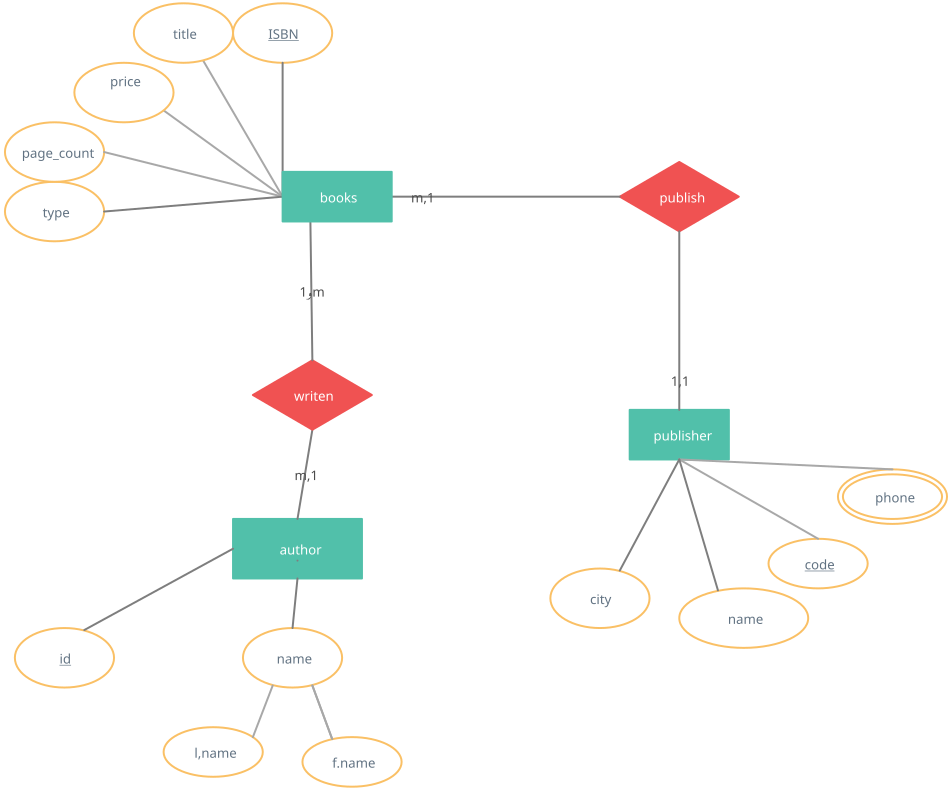 title
ISBN
price
page_count
type
books
m,1
publish
1,m
1,1
writen
publisher
m,1
phone
author
code
city
name
id
name
l,name
f.name